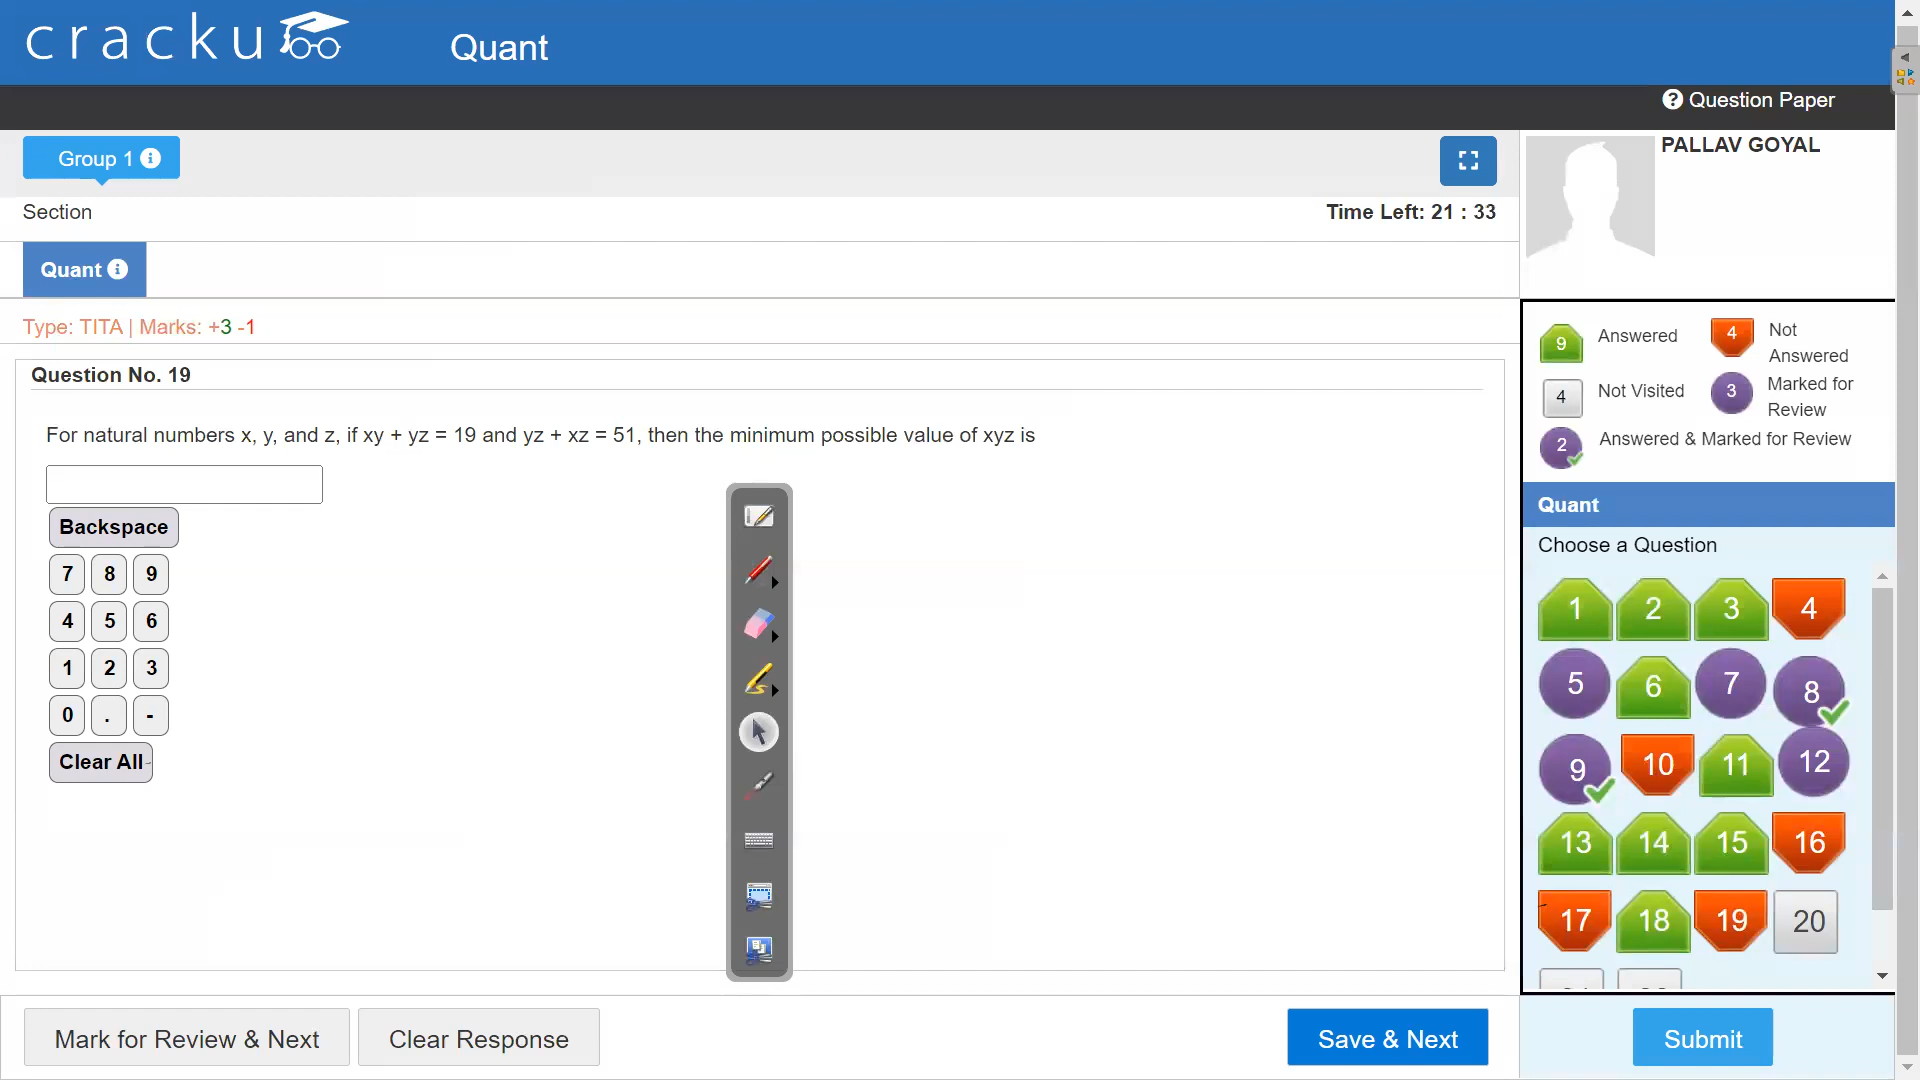 cracku
Quant
Question Paper
Group 1
PALLAV GOYAL
Section
Time Left: 21 : 33
Quant
Type: TITA | Marks: +3 -1
Question No. 19
For natural numbers x, y, and z, if xy + yz = 19 and yz + xz = 51, then the minimum possible value of xyz is
Backspace
7 8 9
4 5 6
1 2 3
0 . -
Clear All
9 Answered
4 Not Answered
4 Not Visited
3 Marked for Review
2 Answered & Marked for Review
Quant
Choose a Question
1 2 3 4
5 6 7 8
9 10 11 12
13 14 15 16
17 18 19 20
Mark for Review & Next
Clear Response
Save & Next
Submit